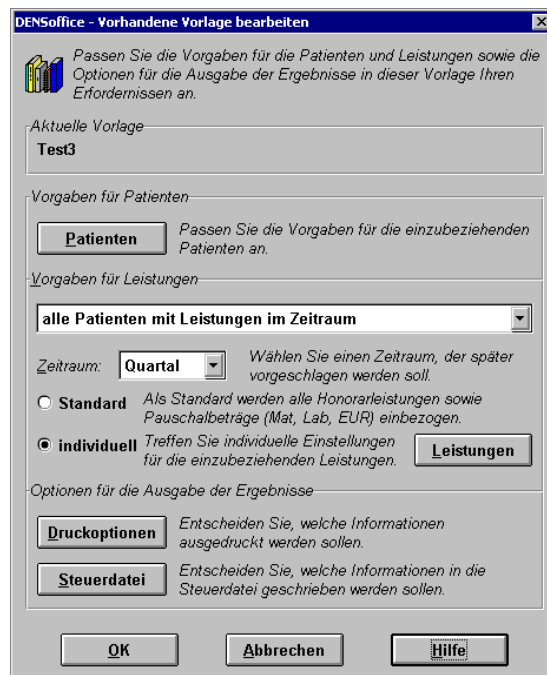 DENSoffice - Vorhandene Vorlage bearbeiten
Passen Sie die Vorgaben für die Patienten und Leistungen sowie die
Optionen für die Ausgabe der Ergebnisse in dieser Vorlage Ihren
Erfordernissen an.
Aktuelle Vorlage
Test3
Vorgaben für Patienten
Patienten
Passen Sie die Vorgaben für die einzubeziehenden
Patienten an.
Vorgaben für Leistungen
alle Patienten mit Leistungen im Zeitraum
Zeitraum: Quartal
Wählen Sie einen Zeitraum, der später
vorgeschlagen werden soll.
Standard
Als Standard werden alle Honorarleistungen sowie
Pauschalbeträge (Mat, Lab, EUR) einbezogen.
individuell
Treffen Sie individuelle Einstellungen
für die einzubeziehenden Leistungen.
Leistungen
Optionen für die Ausgabe der Ergebnisse
Druckoptionen
Entscheiden Sie, welche Informationen
ausgedruckt werden sollen.
Steuerdatei
Entscheiden Sie, welche Informationen in die
Steuerdatei geschrieben werden sollen.
OK Abbrechen Hilfe